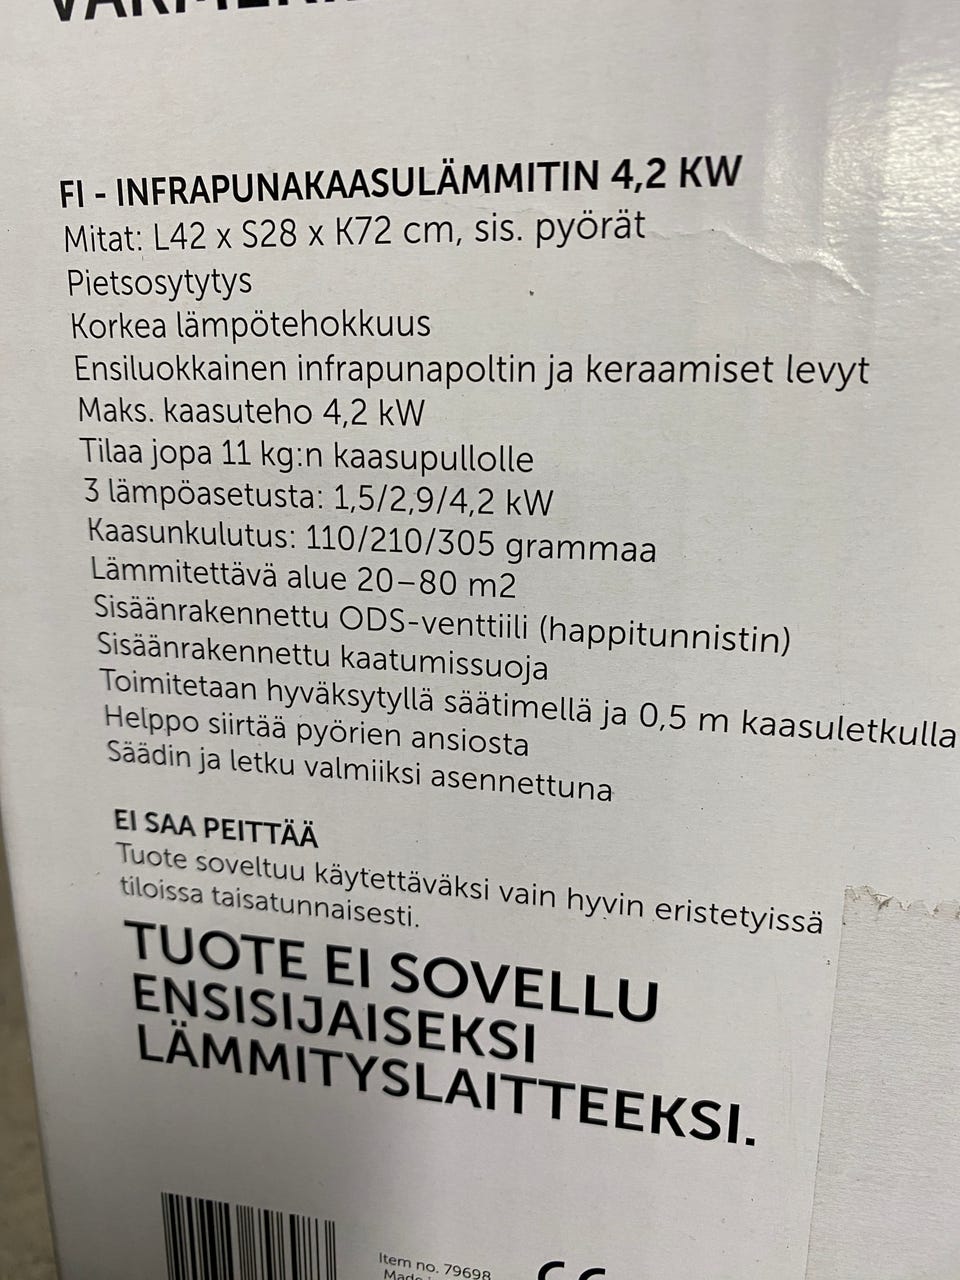 FI - INFRAPUNAKAASULÄMMITIN 4,2 KW
Mitat: L42 x S28 x K72 cm, sis. pyörät
Pietsosytytys
Korkea lämpötehokkuus
Ensiluokkainen infrapunapoltin ja keraamiset levyt
Maks. kaasuteho 4,2 kW
Tilaa jopa 11 kg:n kaasupullolle
3 lämpöasetusta: 1,5/2,9/4,2 kW
Kaasunkulutus: 110/210/305 grammaa
Lämmitettävä alue 20–80 m2
Sisäänrakennettu ODS-venttiili (happitunnistin)
Sisäänrakennettu kaatumissuoja
Toimitetaan hyväksytyllä säätimellä ja 0,5 m kaasuletkulla
Helppo siirtää pyörien ansiosta
Säädin ja letku valmiiksi asennettuna
EI SAA PEITTÄÄ
Tuote soveltuu käytettäväksi vain hyvin eristetyissä
tiloissa taisatunnaisesti.
TUOTE EI SOVELLU
ENSISIJAISEKSI
LÄMMITYSLAITTEEKSI.
Item no. 79698
Made
CE